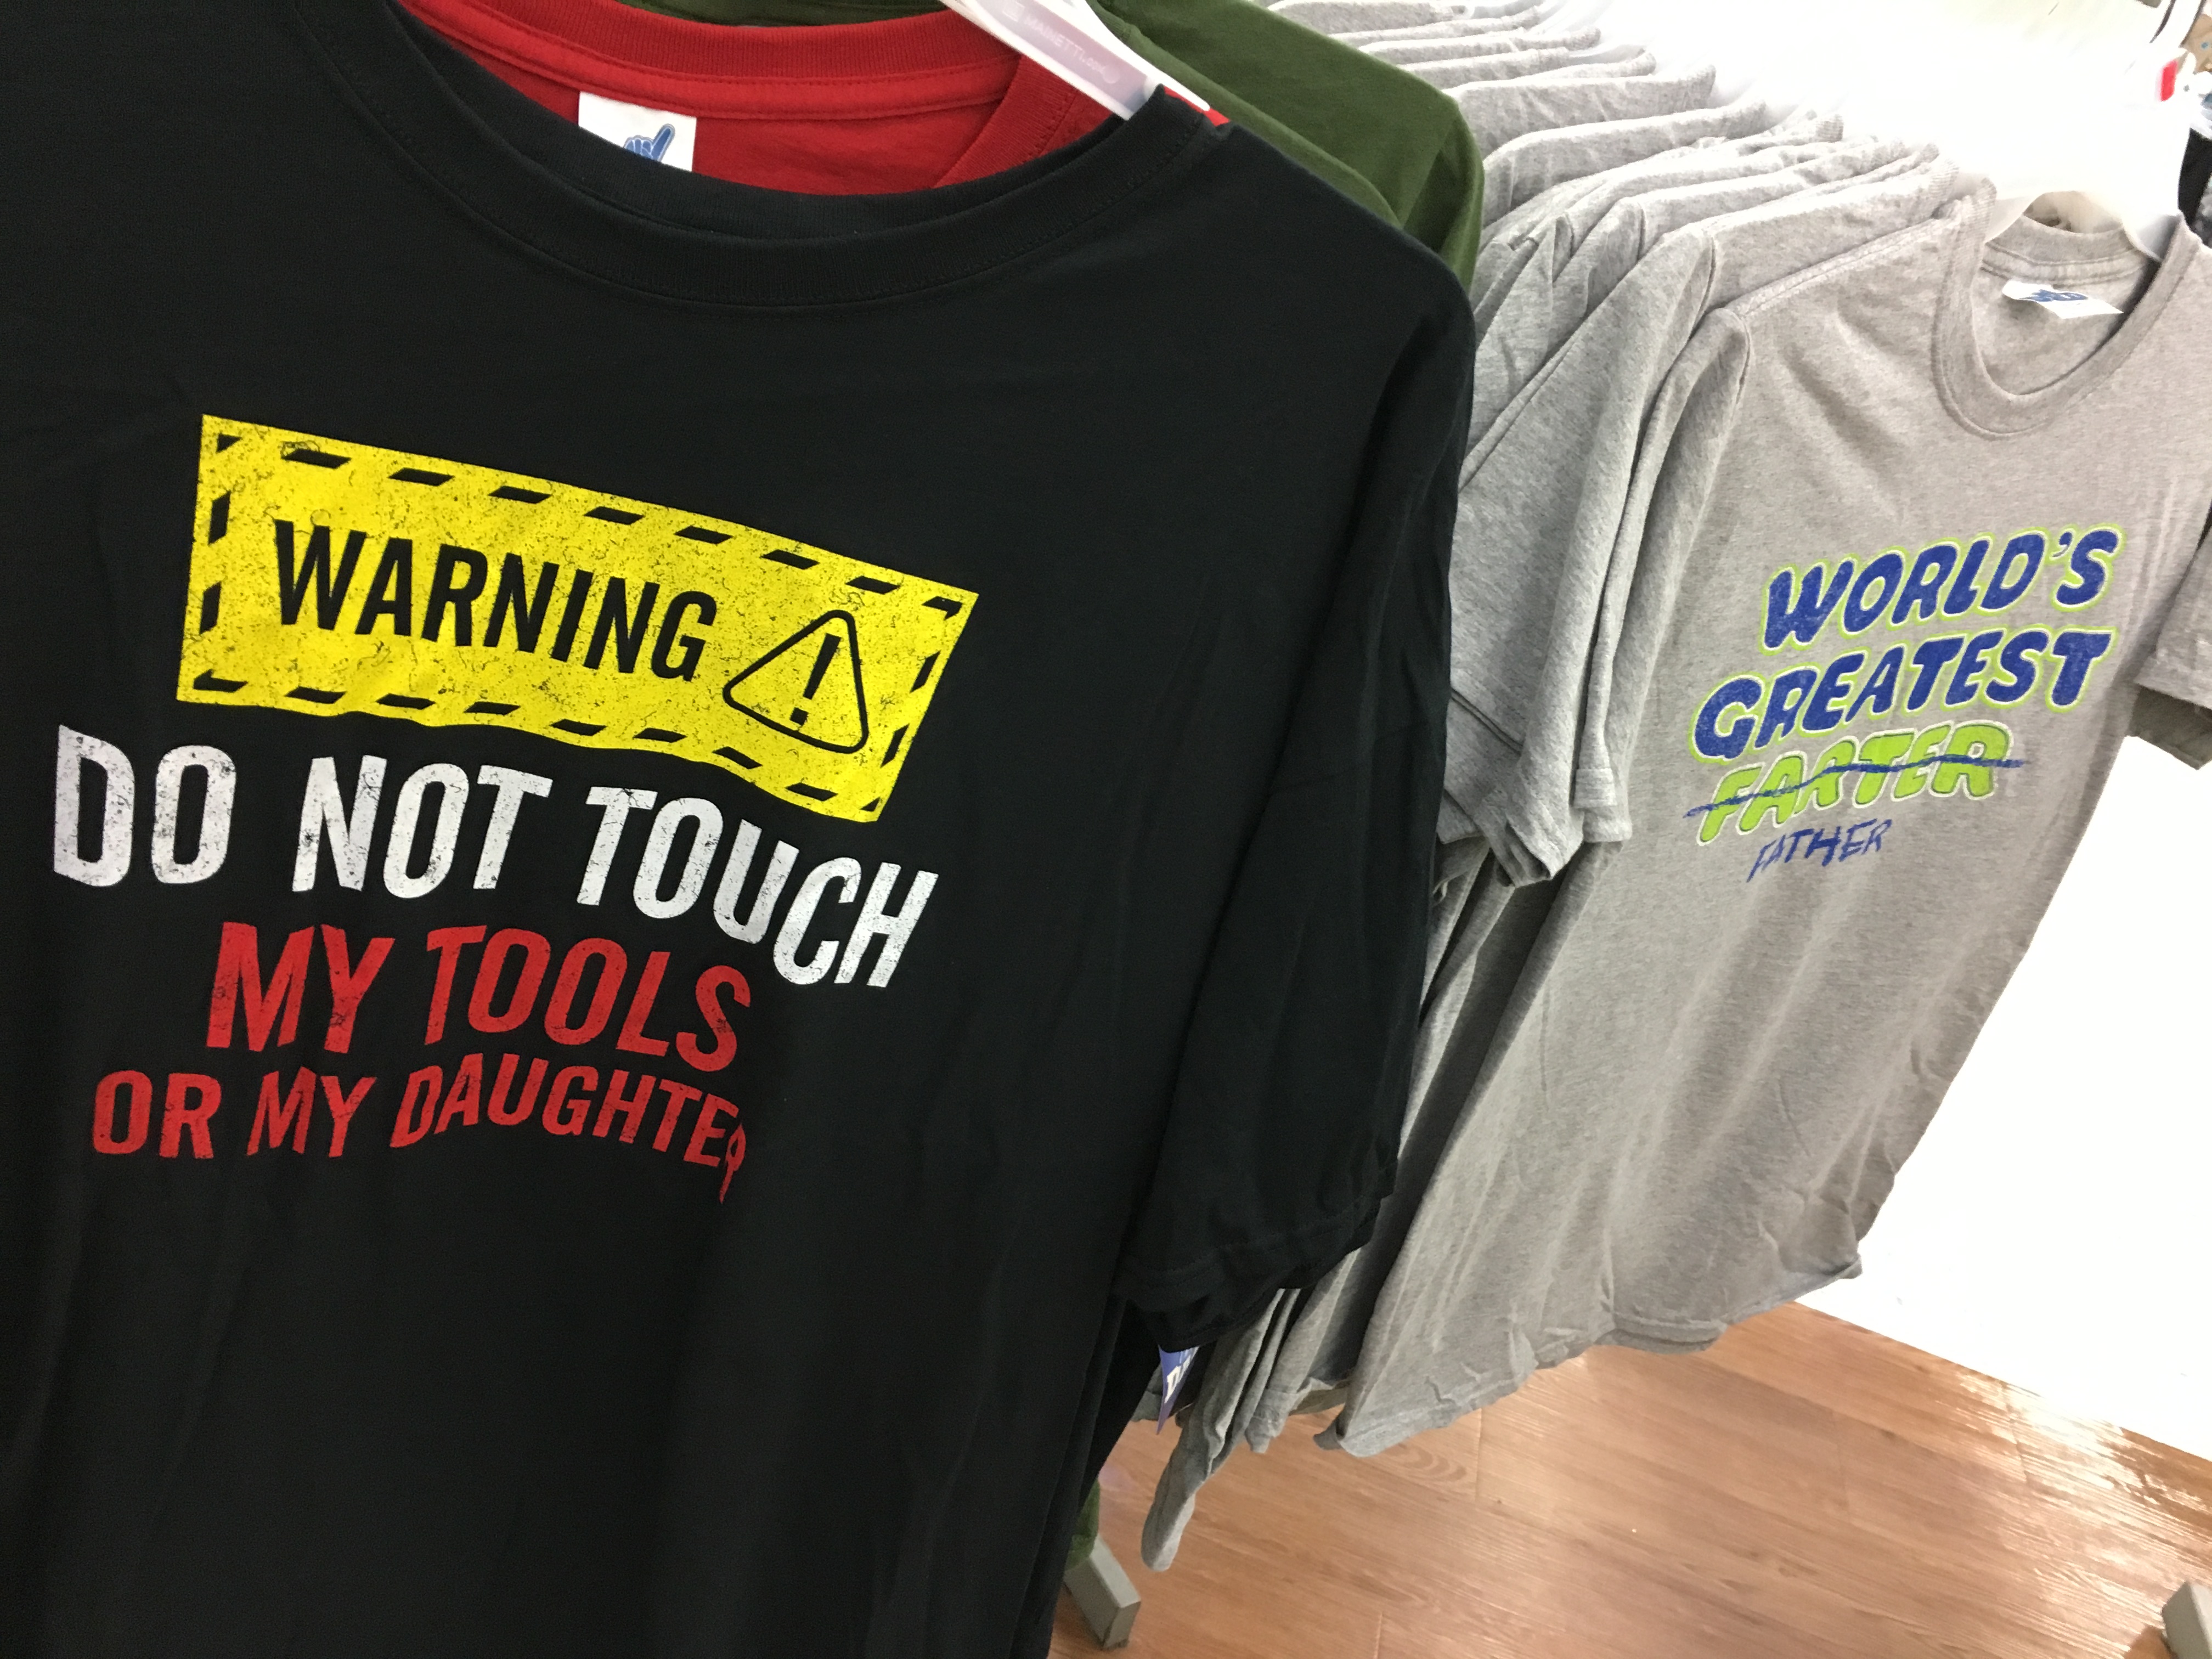 WARNING
DO NOT TOUCH
MY TOOLS
OR MY DAUGHTER
WORLD'S
GREATEST
FARTER
FATHER